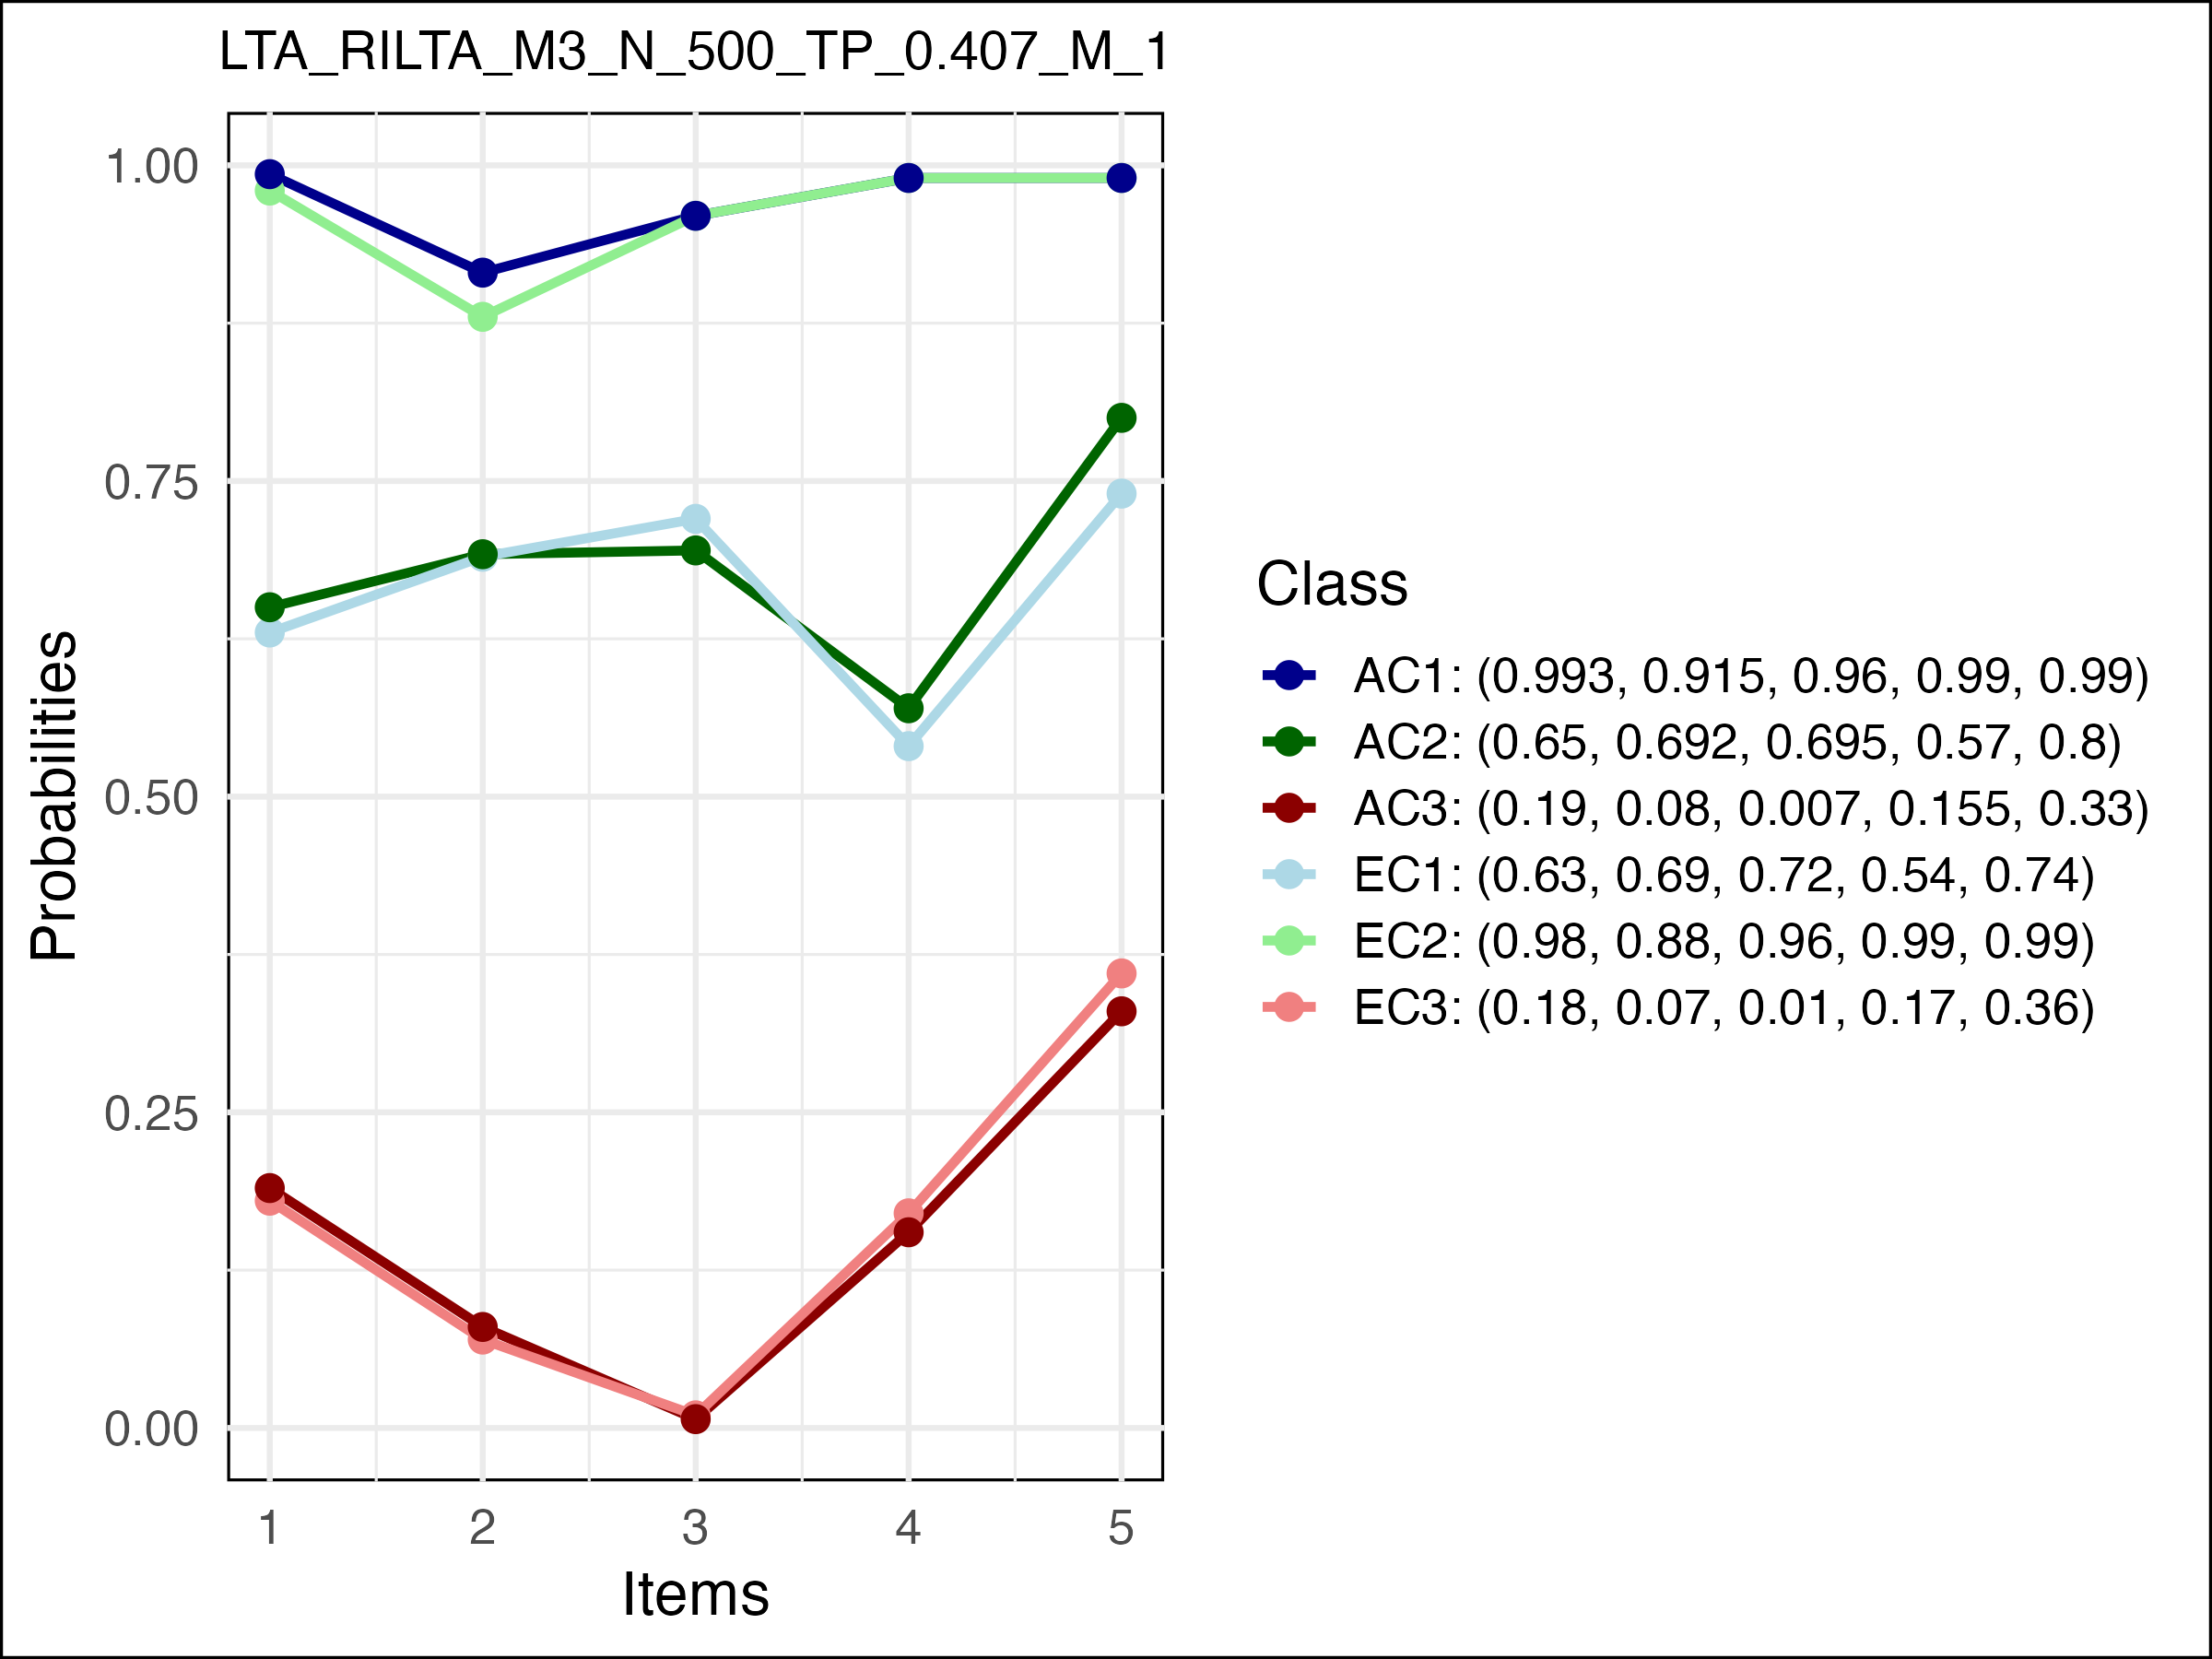 LTA_RILTA_M3_N_500_TP_0.407_M_1
1.00
0.75
0.50
0.25
0.00
Probabilities
1 2 3 4 5
Items
Class
AC1: (0.993, 0.915, 0.96, 0.99, 0.99)
AC2: (0.65, 0.692, 0.695, 0.57, 0.8)
AC3: (0.19, 0.08, 0.007, 0.155, 0.33)
EC1: (0.63, 0.69, 0.72, 0.54, 0.74)
EC2: (0.98, 0.88, 0.96, 0.99, 0.99)
EC3: (0.18, 0.07, 0.01, 0.17, 0.36)